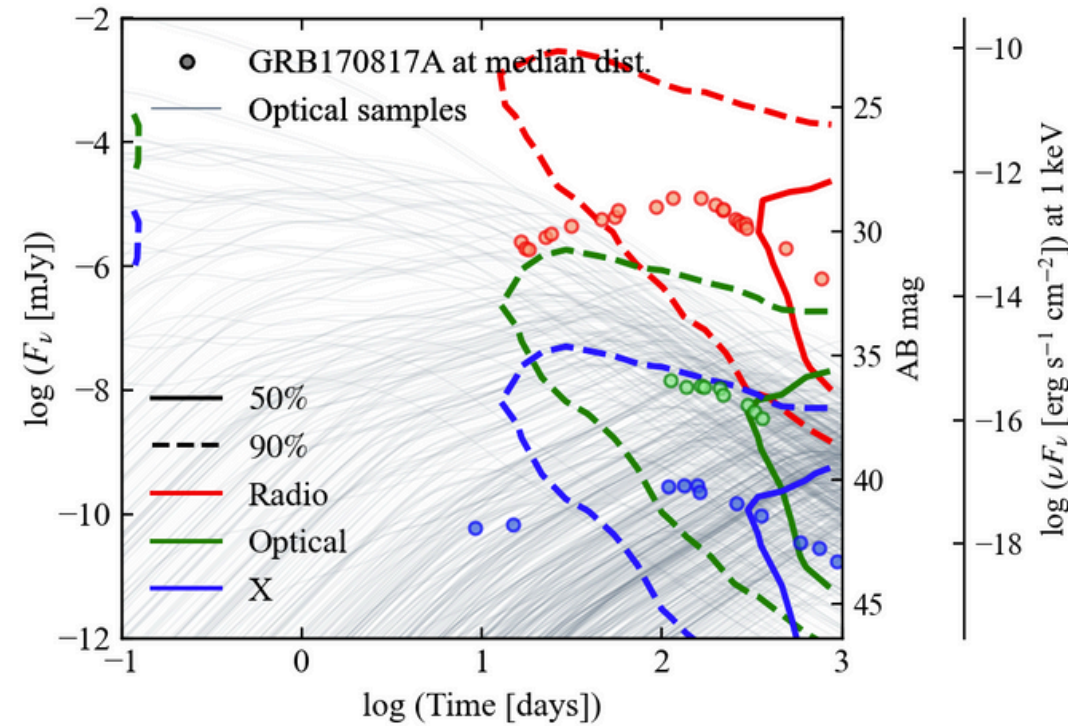 −2
−4
−6
−8
−10
−12
log (Fν [mJy])
GRB170817A at median dist.
Optical samples
50%
90%
Radio
Optical
X
−1
0
1
2
3
log (Time [days])
25
30
35
40
45
AB mag
−10
−12
−14
−16
−18
log (νFν [erg s⁻¹ cm⁻²]) at 1 keV